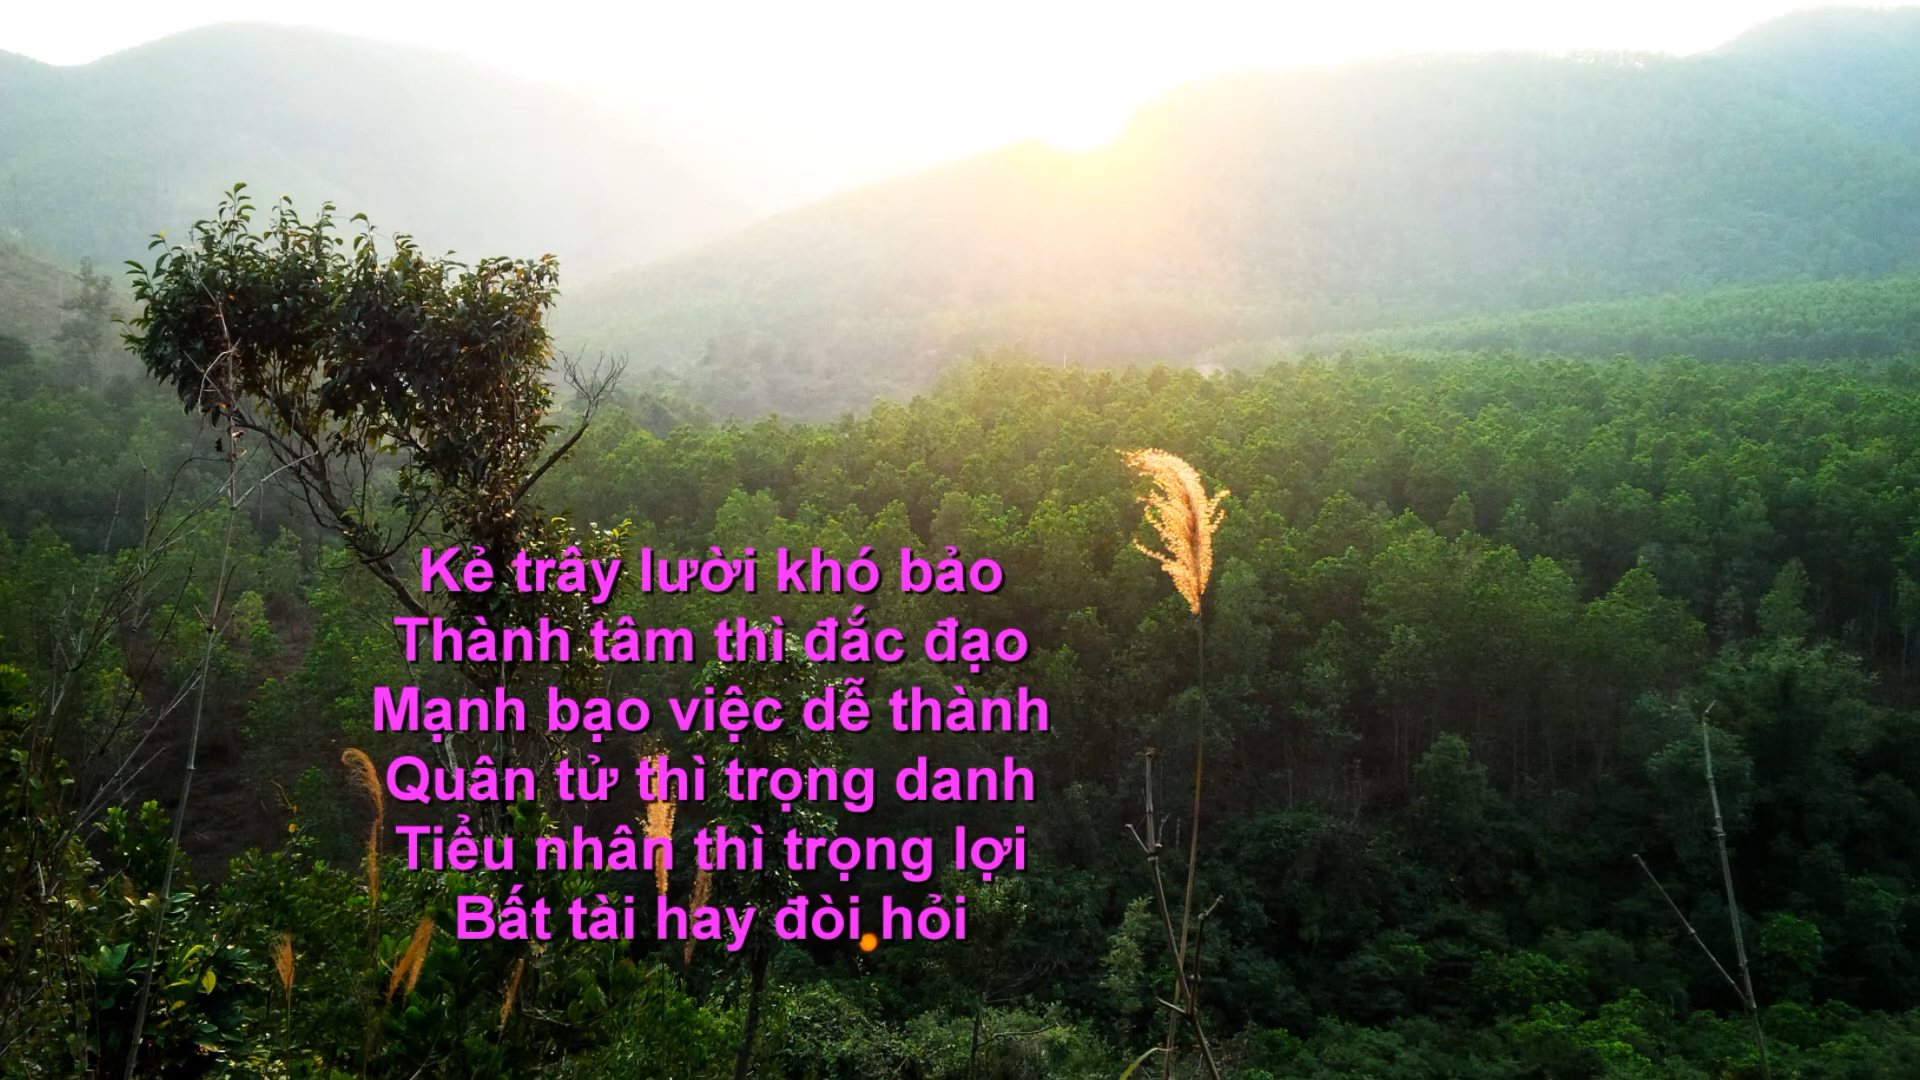 Kẻ trây lười khó bảo
Thành tâm thì đắc đạo
Mạnh bạo việc dễ thành
Quân tử thì trọng danh
Tiểu nhân thì trọng lợi
Bất tài hay đòi hỏi